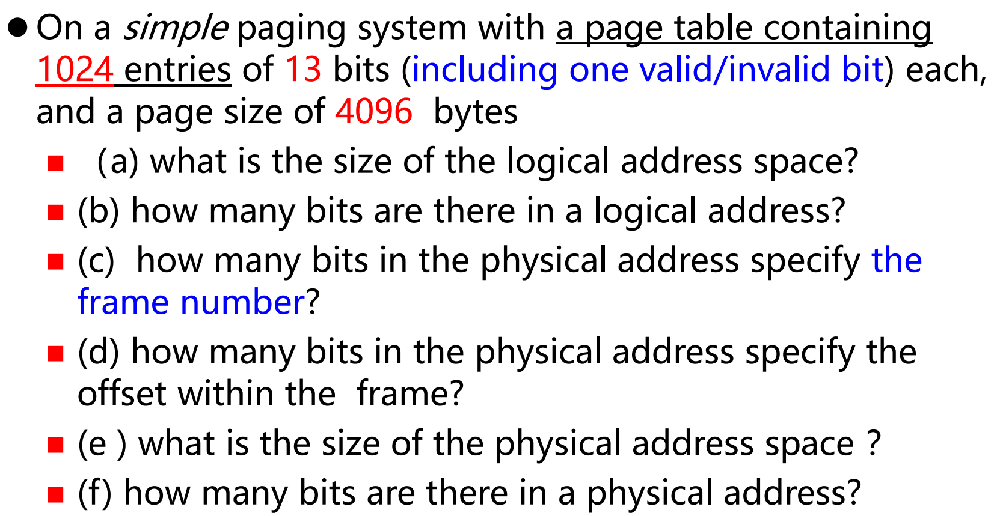 ● On a simple paging system with a page table containing
1024 entries of 13 bits (including one valid/invalid bit) each,
and a page size of 4096 bytes
■ (a) what is the size of the logical address space?
■ (b) how many bits are there in a logical address?
■ (c) how many bits in the physical address specify the
frame number?
■ (d) how many bits in the physical address specify the
offset within the frame?
■ (e ) what is the size of the physical address space ?
■ (f) how many bits are there in a physical address?